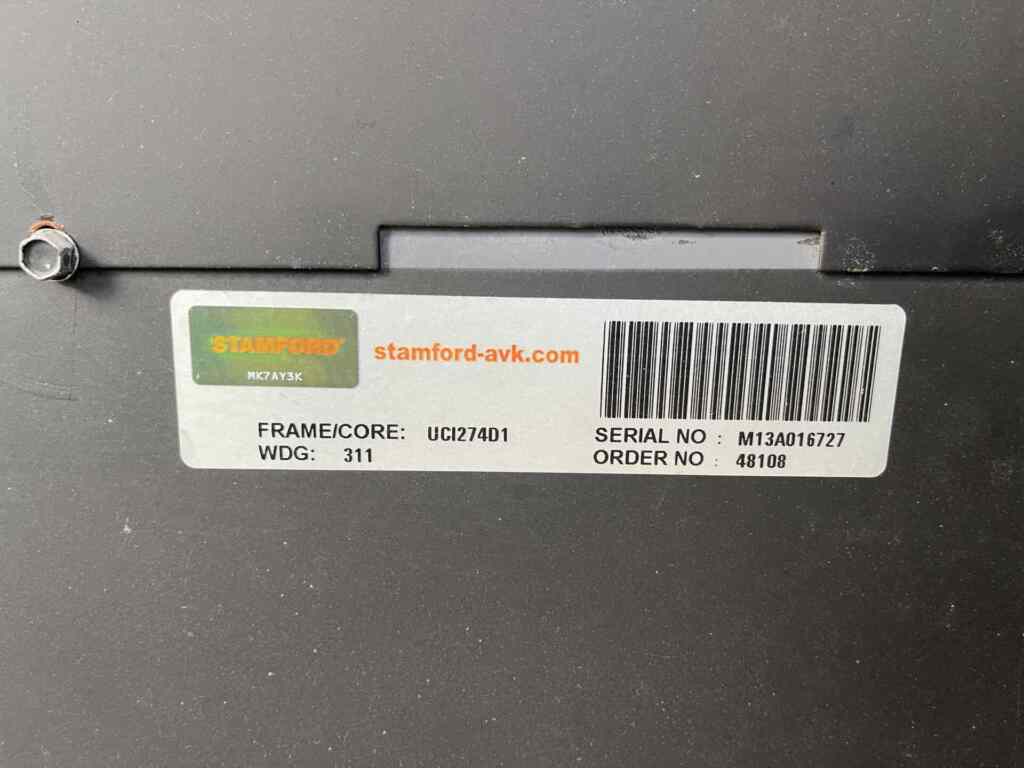 STAMFORD
MK7AY3K
stamford-avk.com
FRAME/CORE: UCI274D1
WDG: 311
SERIAL NO : M13A016727
ORDER NO : 48108